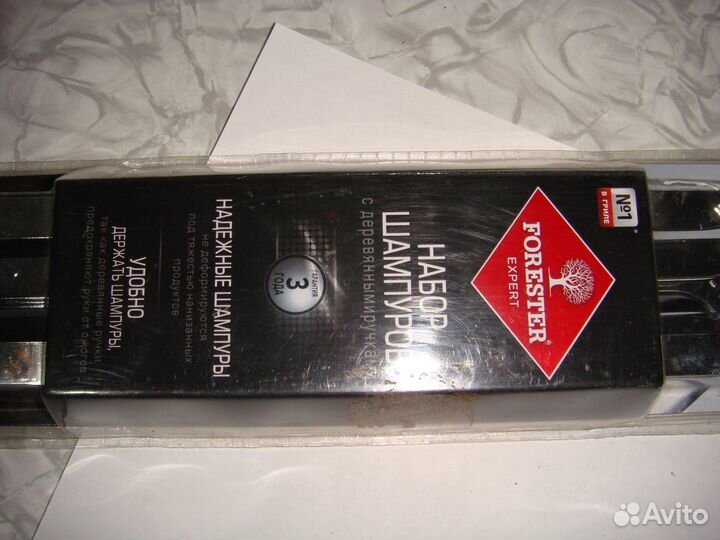 №1
В ГРИЛЕ
FORESTER®
EXPERT
НАБОР
ШАМПУРОВ
с деревянными ручками
ГАРАНТИЯ
3
ГОДА
НАДЕЖНЫЕ ШАМПУРЫ
не деформируются
под тяжестью нанизанных
продуктов
УДОБНО
ДЕРЖАТЬ ШАМПУРЫ,
так как деревянные ручки
предохраняют руки от ожогов
Avito